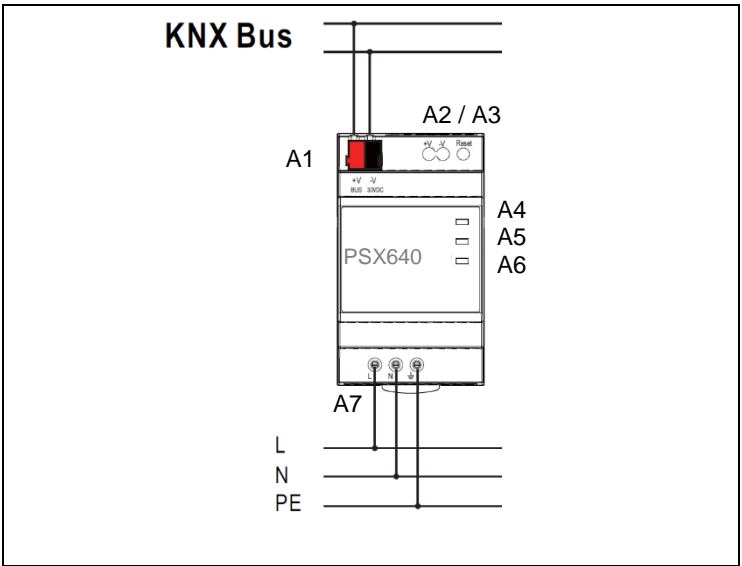 KNX Bus
A2 / A3
A1
+V -V Reset
+V -V
BUS 30VDC
A4
A5
PSX640
A6
L N
A7
L
N
PE